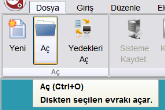 Dosya Giriş Düzenle
Yeni Aç Yedekleri Aç Sisteme Kaydet
Aç
Aç (Ctrl+O)
Diskten seçilen evrakı açar.